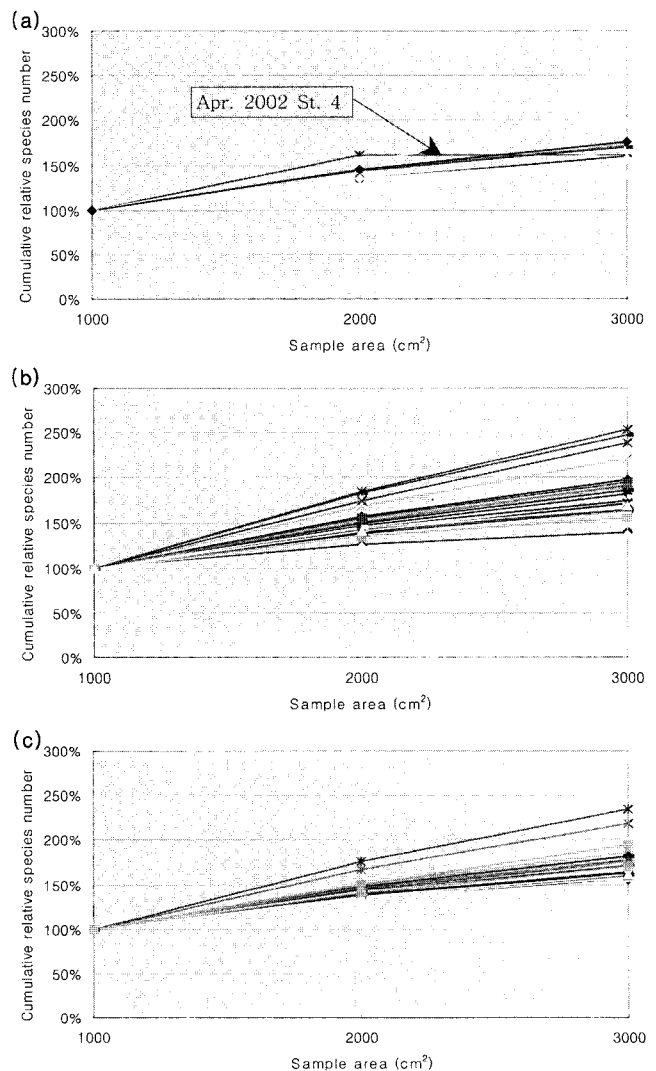 (a)
300%
250%
200%
150%
100%
50%
0%
Cumulative relative species number
Apr. 2002 St. 4
1000 2000 3000
Sample area (cm²)
(b)
300%
250%
200%
150%
100%
50%
0%
Cumulative relative species number
1000 2000 3000
Sample area (cm²)
(c)
300%
250%
200%
150%
100%
50%
0%
Cumulative relative species number
1000 2000 3000
Sample area (cm²)